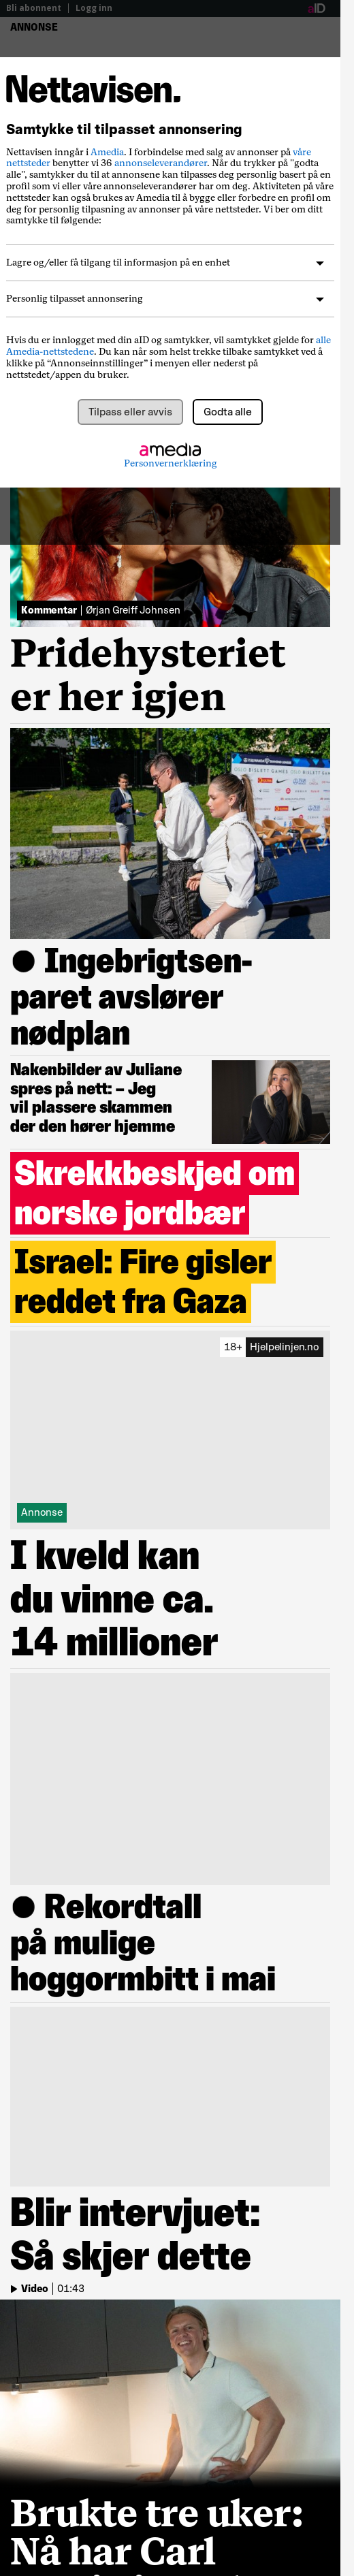 Bli abonnent | Logg inn aID
ANNONSE
Nettavisen.
Samtykke til tilpasset annonsering
Nettavisen inngår i Amedia. I forbindelse med salg av annonser på våre
nettsteder benytter vi 36 annonseleverandører. Når du trykker på "godta
alle", samtykker du til at annonsene kan tilpasses deg personlig basert på en
profil som vi eller våre annonseleverandører har om deg. Aktiviteten på våre
nettsteder kan også brukes av Amedia til å bygge eller forbedre en profil om
deg for personlig tilpasning av annonser på våre nettsteder. Vi ber om ditt
samtykke til følgende:
Lagre og/eller få tilgang til informasjon på en enhet
Personlig tilpasset annonsering
Hvis du er innlogget med din aID og samtykker, vil samtykket gjelde for alle
Amedia-nettstedene. Du kan når som helst trekke tilbake samtykket ved å
klikke på “Annonseinnstillinger” i menyen eller nederst på
nettstedet/appen du bruker.
Tilpass eller avvis Godta alle
amedia
Personvernerklæring
Kommentar | Ørjan Greiff Johnsen
Pridehysteriet
er her igjen
● Ingebrigtsen-
paret avslører
nødplan
Nakenbilder av Juliane
spres på nett: – Jeg
vil plassere skammen
der den hører hjemme
Skrekkbeskjed om
norske jordbær
Israel: Fire gisler
reddet fra Gaza
18+ Hjelpelinjen.no
Annonse
I kveld kan
du vinne ca.
14 millioner
● Rekordtall
på mulige
hoggormbitt i mai
Blir intervjuet:
Så skjer dette
Video | 01:43
Brukte tre uker:
Nå har Carl